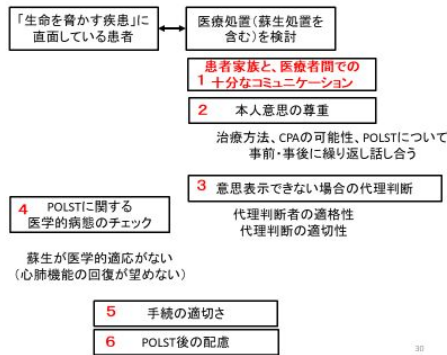 「生命を脅かす疾患」に
直面している患者
医療処置(蘇生処置を
含む)を検討
患者家族と、医療者間での
1 十分なコミュニケーション
2 本人意思の尊重
治療方法、CPAの可能性、POLSTについて
事前・事後に繰り返し話し合う
3 意思表示できない場合の代理判断
代理判断者の適格性
代理判断の適切性
4 POLSTに関する
医学的病態のチェック
蘇生が医学的適応がない
(心肺機能の回復が望めない)
5 手続の適切さ
6 POLST後の配慮
30